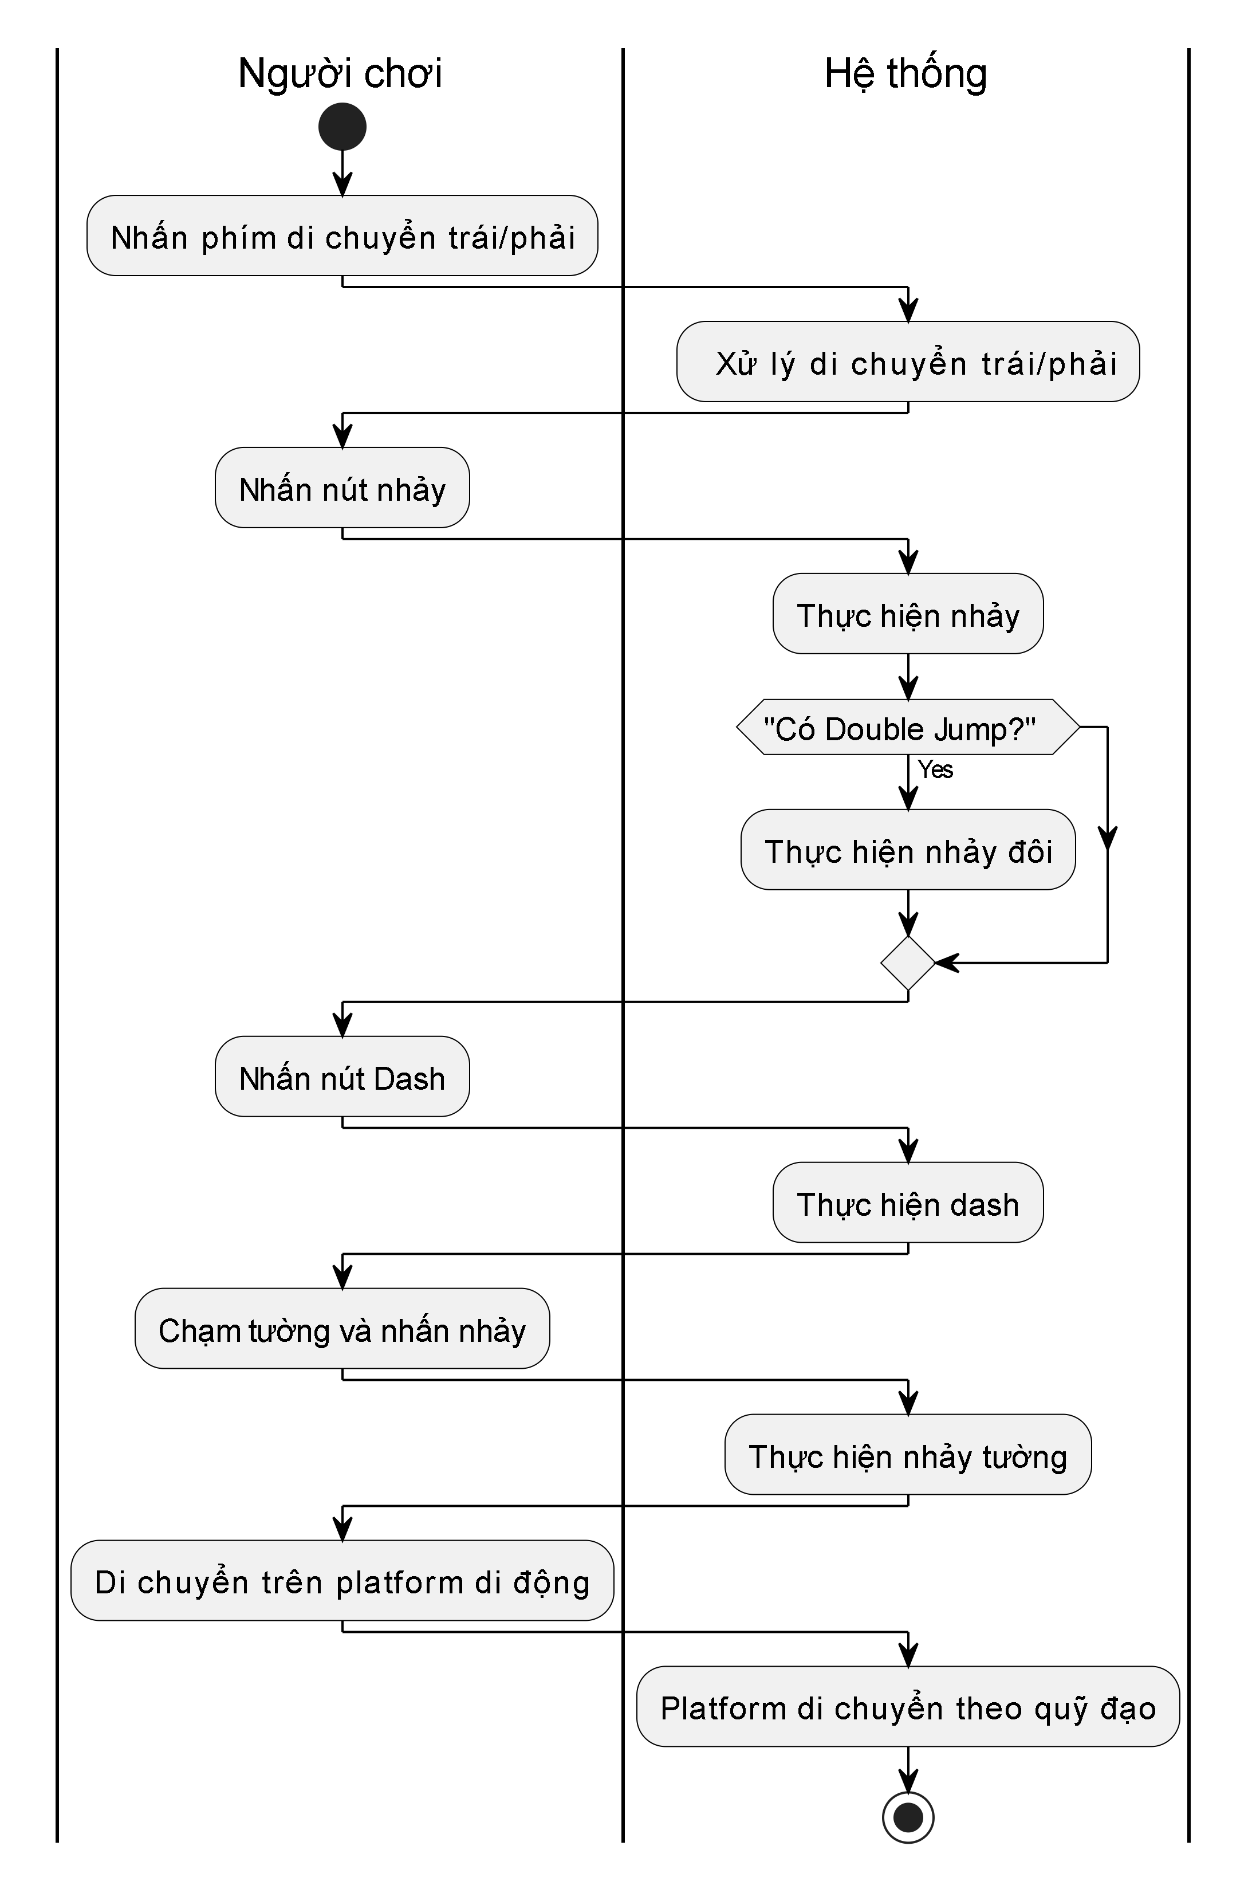 Người chơi
Hệ thống
Nhấn phím di chuyển trái/phải
Xử lý di chuyển trái/phải
Nhấn nút nhảy
Thực hiện nhảy
"Có Double Jump?"
Yes
Thực hiện nhảy đôi
Nhấn nút Dash
Thực hiện dash
Chạm tường và nhấn nhảy
Thực hiện nhảy tường
Di chuyển trên platform di động
Platform di chuyển theo quỹ đạo